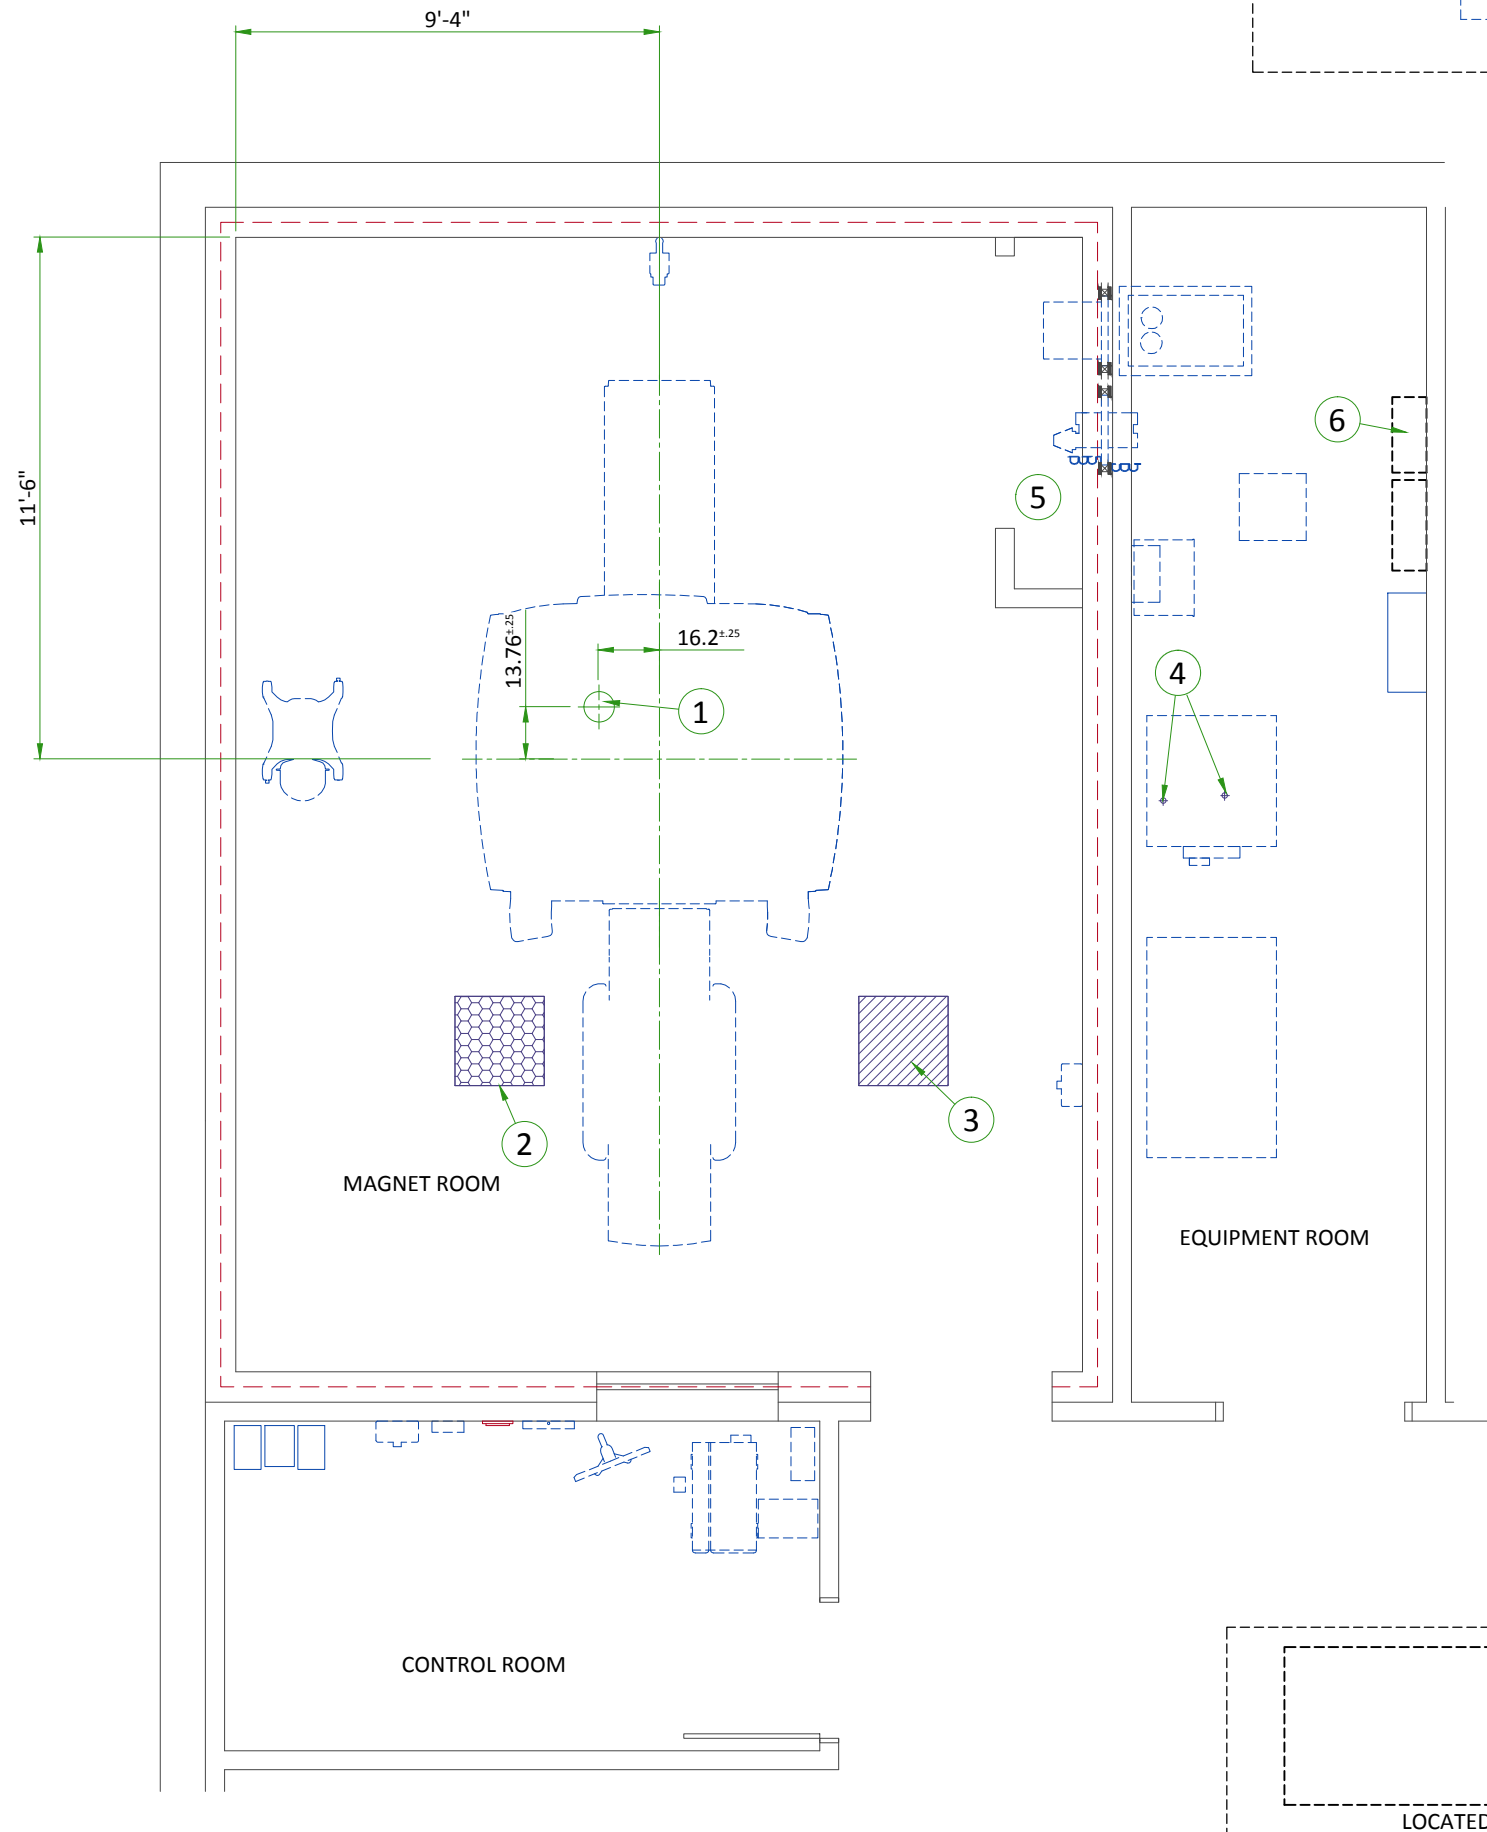 9'-4"
11'-6"
6
5
13.76±.25
16.2±.25
4
1
2
3
MAGNET ROOM
EQUIPMENT ROOM
CONTROL ROOM
LOCATED